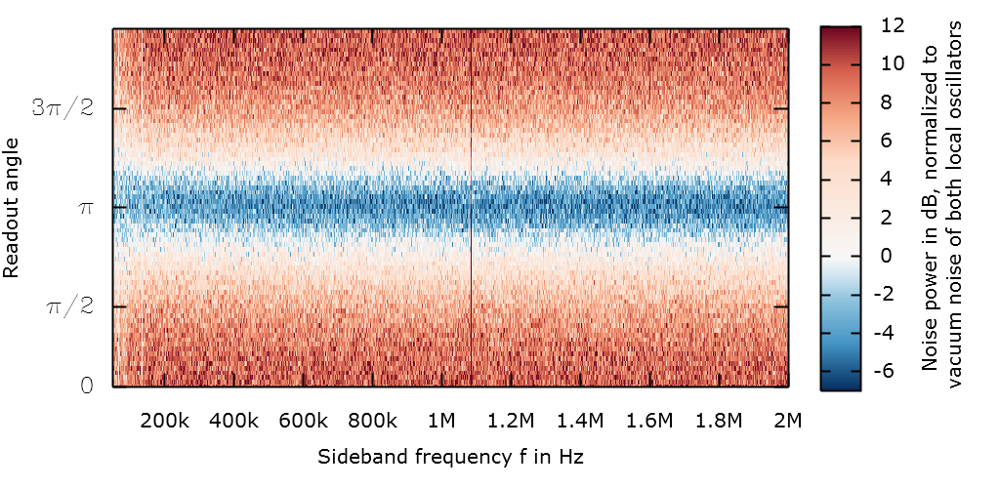 3π/2
π
π/2
0
Readout angle
200k 400k 600k 800k 1M 1.2M 1.4M 1.6M 1.8M 2M
Sideband frequency f in Hz
12
10
8
6
4
2
0
-2
-4
-6
Noise power in dB, normalized to
vacuum noise of both local oscillators